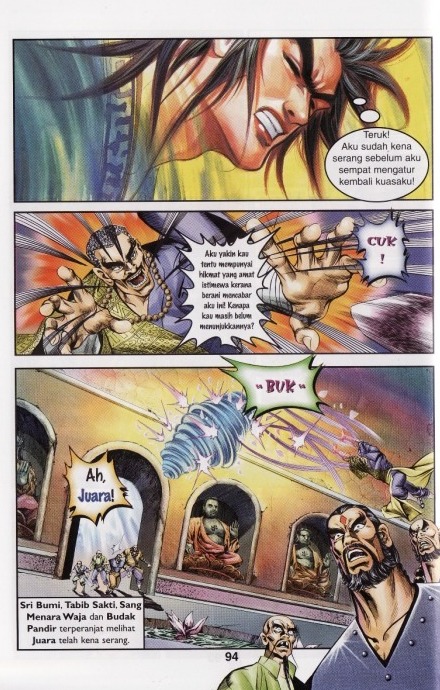 Teruk!
Aku sudah kena
serang sebelum aku
sempat mengatur
kembali kuasaku!
Aku yakin kau
tentu mempunyai
hikmat yang amat
istimewa kerana
berani mencabar
aku ini! Kenapa
kau masih belum
menunjukkannya?
CUK
!
"BUK"
Ah,
Juara!
Sri Bumi, Tabib Sakti, Sang
Menara Waja dan Budak
Pandir terperanjat melihat
Juara telah kena serang.
94